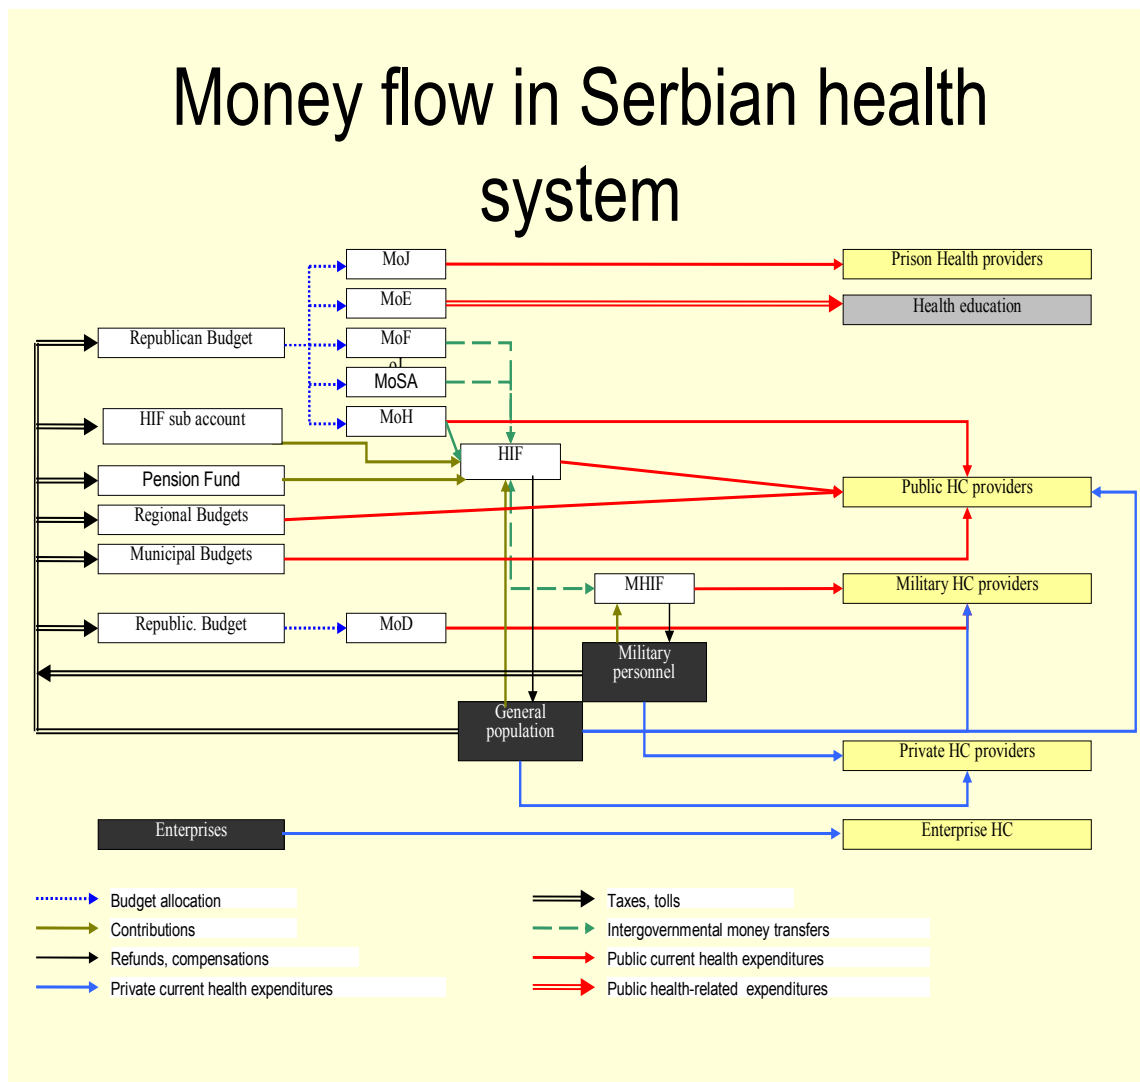 Money flow in Serbian health
system
MoJ
Prison Health providers
MoE
Health education
Republican Budget
MoF
MoSA
HIF sub account
MoH
HIF
Pension Fund
Public HC providers
Regional Budgets
Municipal Budgets
MHIF
Military HC providers
Republic. Budget
MoD
Military
personnel
General
population
Private HC providers
Enterprises
Enterprise HC
Budget allocation
Taxes, tolls
Contributions
Intergovernmental money transfers
Refunds, compensations
Public current health expenditures
Private current health expenditures
Public health-related expenditures